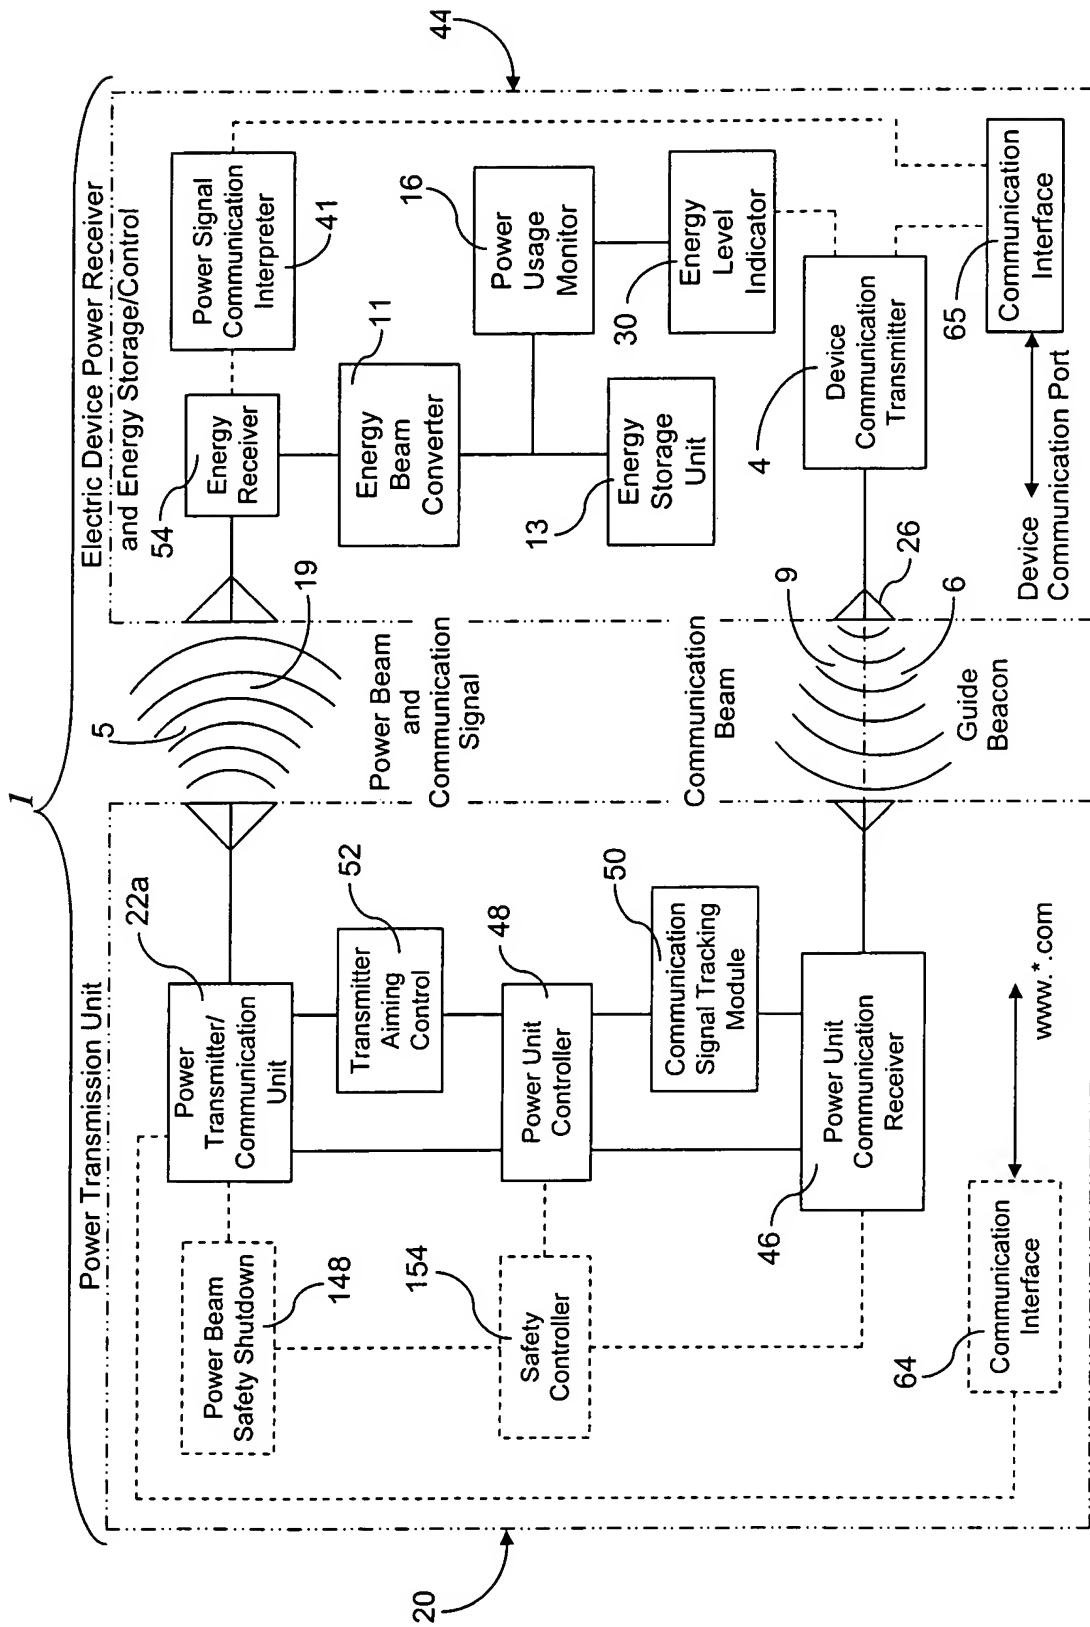 1
Power Transmission Unit
Electric Device Power Receiver
and Energy Storage/Control
20
44
Power Beam
Safety Shutdown
148
Power
Transmitter/
Communication
Unit
22a
5
19
Power Beam
and
Communication
Signal
54
Energy
Receiver
Power Signal
Communication
Interpreter
41
Transmitter
Aiming
Control
52
Energy
Beam
Converter
11
Safety
Controller
154
Power Unit
Controller
48
Power
Usage
Monitor
16
Energy
Storage
Unit
13
Energy
Level
Indicator
30
Communication
Signal Tracking
Module
50
Communication
Beam
Power Unit
Communication
Receiver
46
9
26
6
Guide
Beacon
Device
Communication
Transmitter
4
Communication
Interface
64
www.*.com
Device
Communication Port
Communication
Interface
65